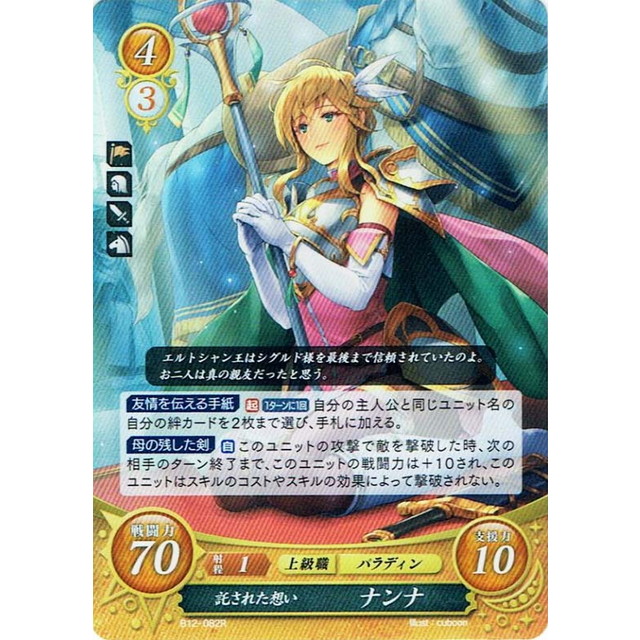 4
3
エルトシャン王はシグルド様を最後まで信頼されていたのよ。
お二人は真の親友だったと思う。
友情を伝える手紙 起 1ターンに1回 自分の主人公と同じユニット名の
自分の絆カードを2枚まで選び、手札に加える。
母の残した剣 自 このユニットの攻撃で敵を撃破した時、次の
相手のターン終了まで、このユニットの戦闘力は+10され、この
ユニットはスキルのコストやスキルの効果によって撃破されない。
戦闘力 70
射程 1
上級職
パラディン
支援力 10
託された想い ナンナ
B12-082R
Illust:cuboon